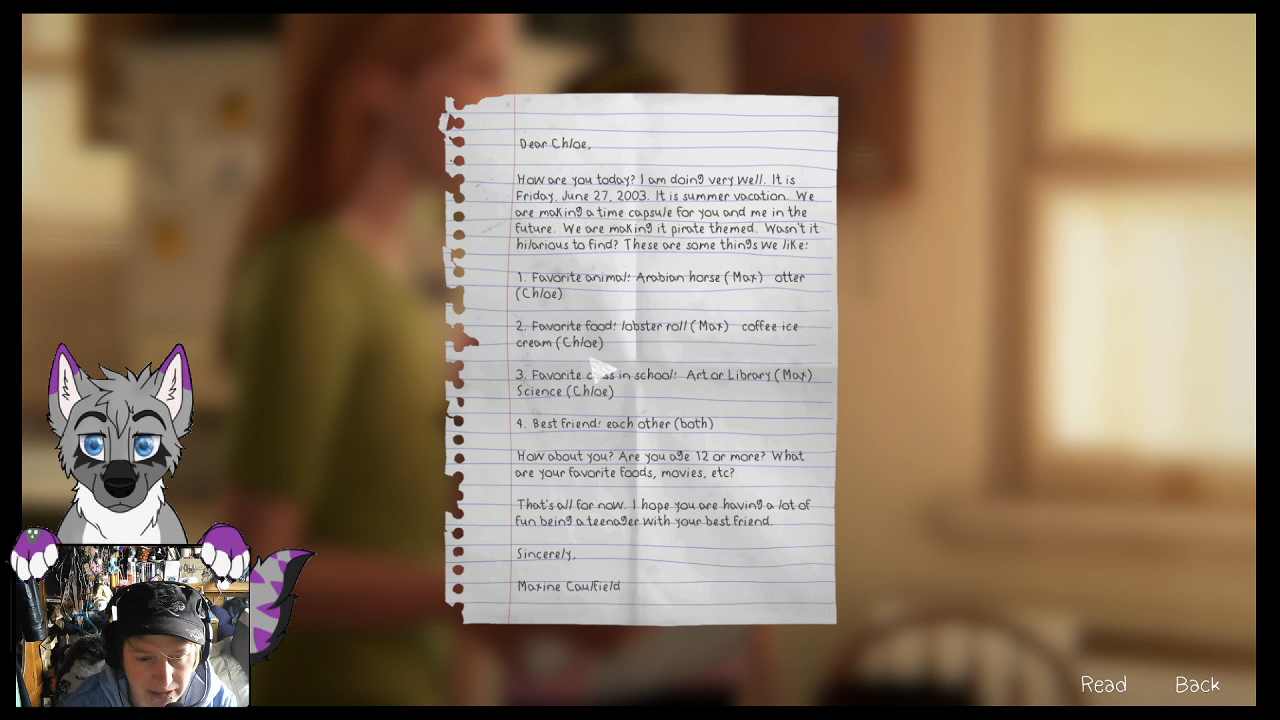 Dear Chloe,
How are you today? I am doing very well. It is
Friday, June 27, 2003. It is summer vacation. We
are making a time capsule for you and me in the
future. We are making it pirate themed. Wasn't it
hilarious to find? These are some things we like:
1. Favorite animal: Arabian horse (Max) otter
(Chloe)
2. Favorite food: lobster roll (Max) coffee ice
cream (Chloe)
3. Favorite in school: Art or Library (Max)
Science (Chloe)
4. Best friend: each other (both)
How about you? Are you age 12 or more? What
are your favorite foods, movies, etc?
That's all for now. I hope you are having a lot of
fun being a teenager with your best friend.
Sincerely,
Maxine Caulfield
Read Back